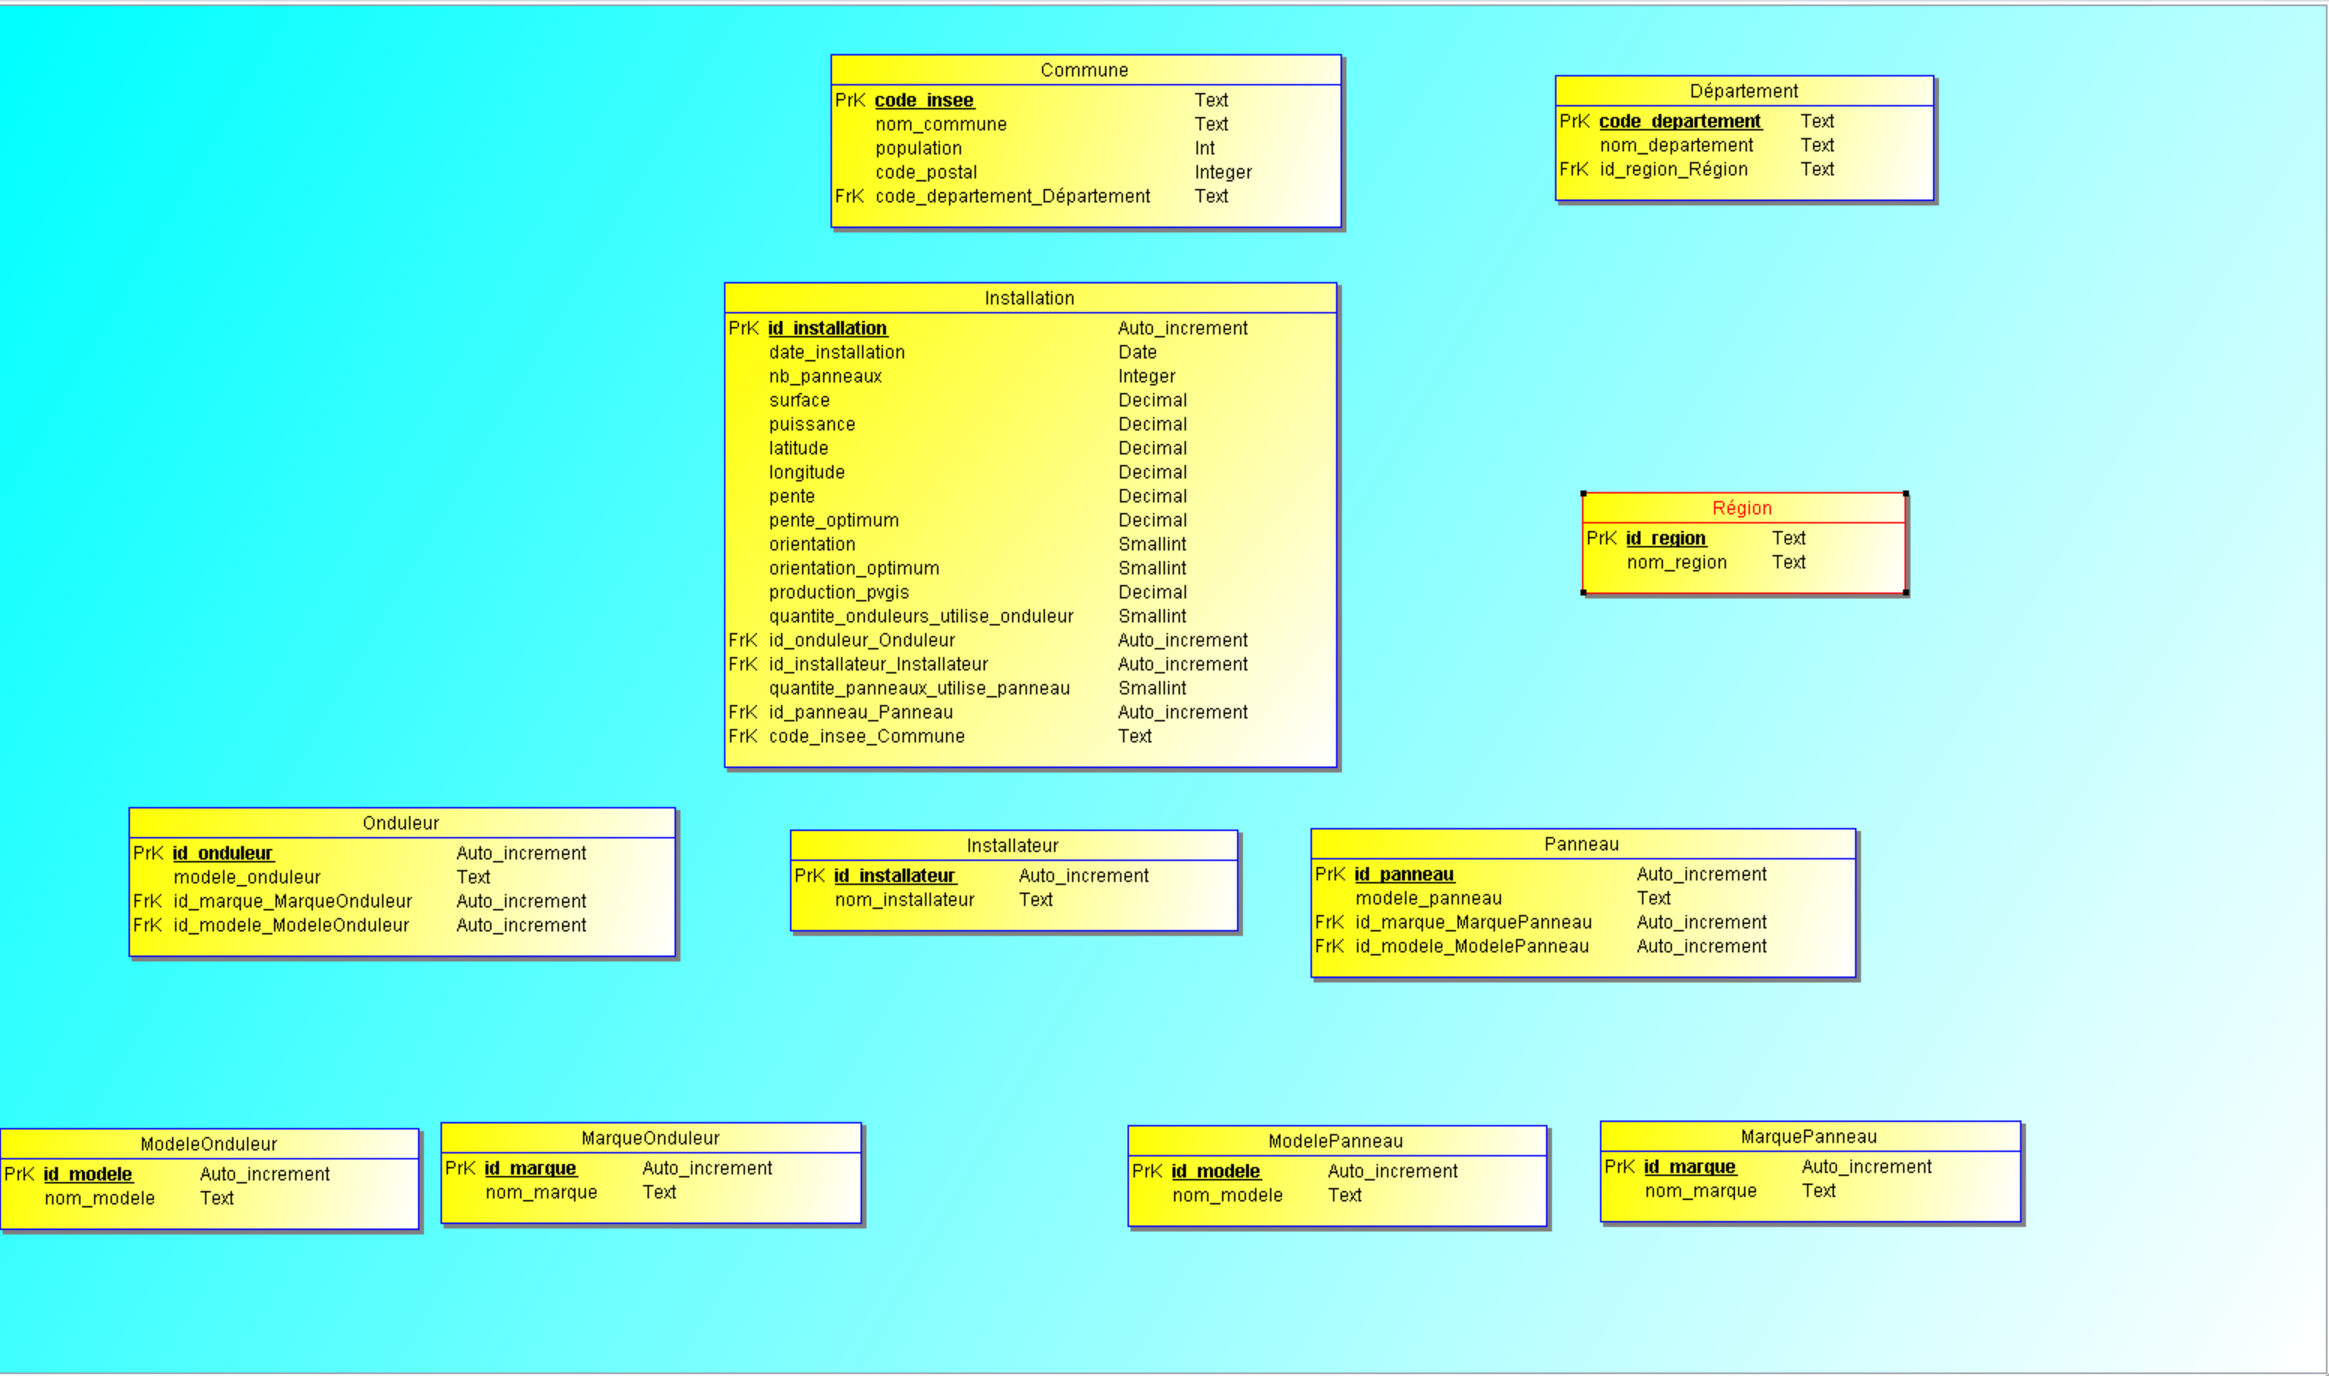 Commune
PrK code_insee Text
nom_commune Text
population Int
code_postal Integer
FrK code_departement_Département Text
Département
PrK code_departement Text
nom_departement Text
FrK id_region_Région Text
Installation
PrK id_installation Auto_increment
date_installation Date
nb_panneaux Integer
surface Decimal
puissance Decimal
latitude Decimal
longitude Decimal
pente Decimal
pente_optimum Decimal
orientation Smallint
orientation_optimum Smallint
production_pvgis Decimal
quantite_onduleurs_utilise_onduleur Smallint
FrK id_onduleur_Onduleur Auto_increment
FrK id_installateur_Installateur Auto_increment
quantite_panneaux_utilise_panneau Smallint
FrK id_panneau_Panneau Auto_increment
FrK code_insee_Commune Text
Région
PrK id_region Text
nom_region Text
Onduleur
PrK id_onduleur Auto_increment
modele_onduleur Text
FrK id_marque_MarqueOnduleur Auto_increment
FrK id_modele_ModeleOnduleur Auto_increment
Installateur
PrK id_installateur Auto_increment
nom_installateur Text
Panneau
PrK id_panneau Auto_increment
modele_panneau Text
FrK id_marque_MarquePanneau Auto_increment
FrK id_modele_ModelePanneau Auto_increment
ModeleOnduleur
PrK id_modele Auto_increment
nom_modele Text
MarqueOnduleur
PrK id_marque Auto_increment
nom_marque Text
ModelePanneau
PrK id_modele Auto_increment
nom_modele Text
MarquePanneau
PrK id_marque Auto_increment
nom_marque Text